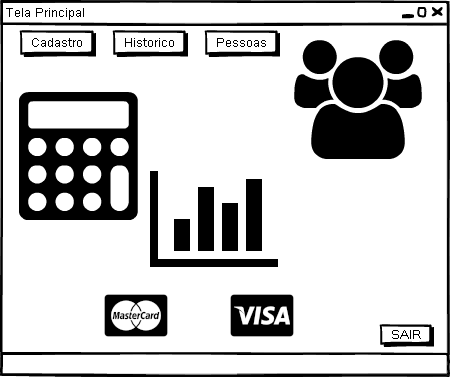 Tela Principal
Cadastro
Historico
Pessoas
MasterCard
VISA
SAIR